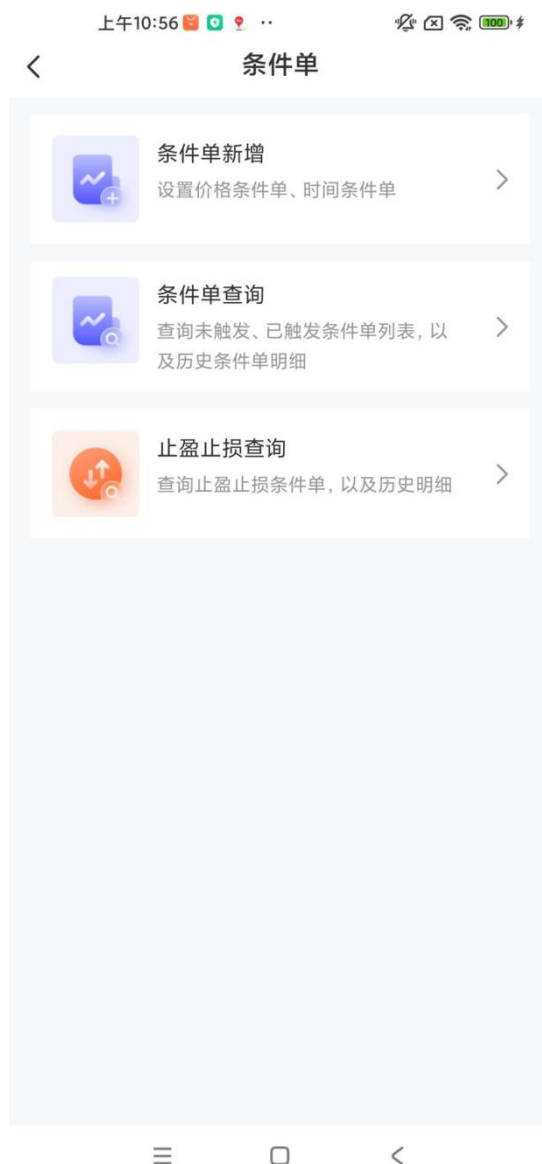 上午10:56
100
条件单
条件单新增
设置价格条件单、时间条件单
条件单查询
查询未触发、已触发条件单列表，以
及历史条件单明细
止盈止损查询
查询止盈止损条件单，以及历史明细